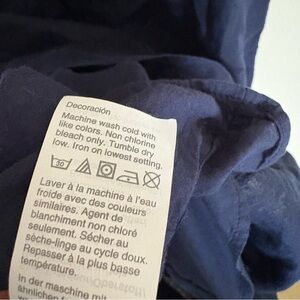 Decoración
Machine wash cold with
like colors. Non chlorine
bleach only. Tumble dry
low. Iron on lowest setting.
30
Laver à la machine à l'eau
froide avec des couleurs
similaires. Agent de
blanchiment non chloré
seulement. Sécher au
sèche-linge au cycle doux.
Repasser à la plus basse
température.
In der maschine mit
ähnlichen